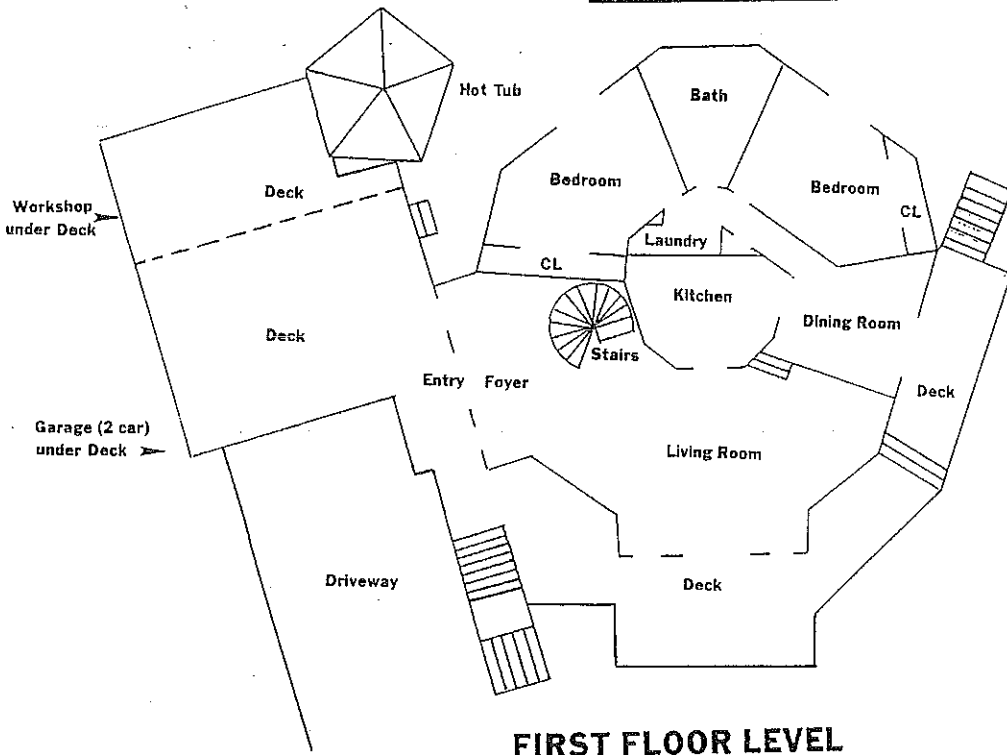 Hot Tub
Bath
Deck
Bedroom
Bedroom
Workshop
under Deck
CL
Laundry
CL
Kitchen
Deck
Dining Room
Stairs
Entry Foyer
Deck
Garage (2 car)
under Deck
Living Room
Driveway
Deck
FIRST FLOOR LEVEL